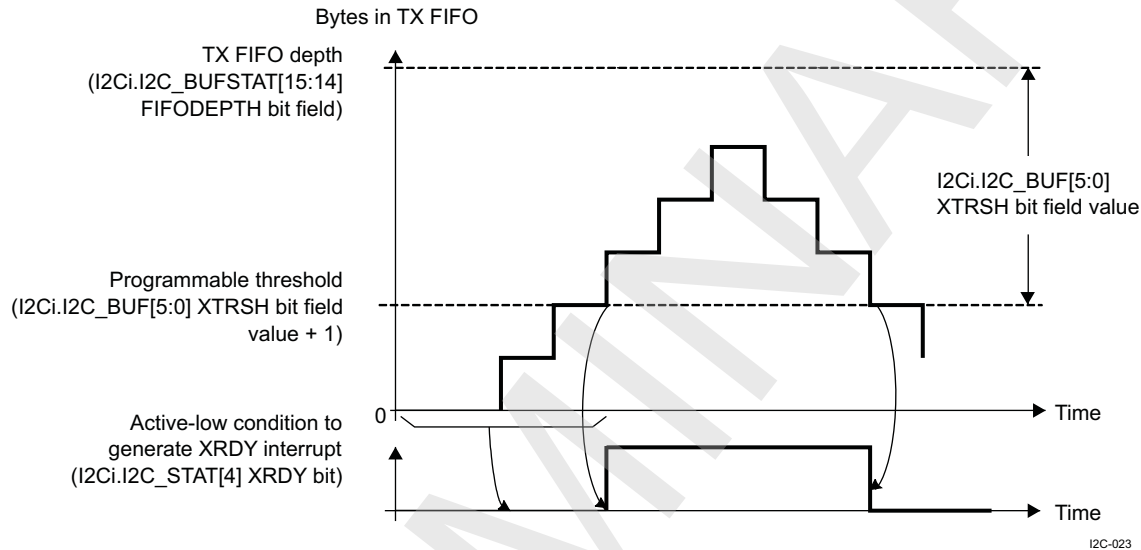 Bytes in TX FIFO
TX FIFO depth
(I2Ci.I2C_BUFSTAT[15:14]
FIFODEPTH bit field)
I2Ci.I2C_BUF[5:0]
XTRSH bit field value
Programmable threshold
(I2Ci.I2C_BUF[5:0] XTRSH bit field
value + 1)
0
Time
Active-low condition to
generate XRDY interrupt
(I2Ci.I2C_STAT[4] XRDY bit)
Time
I2C-023